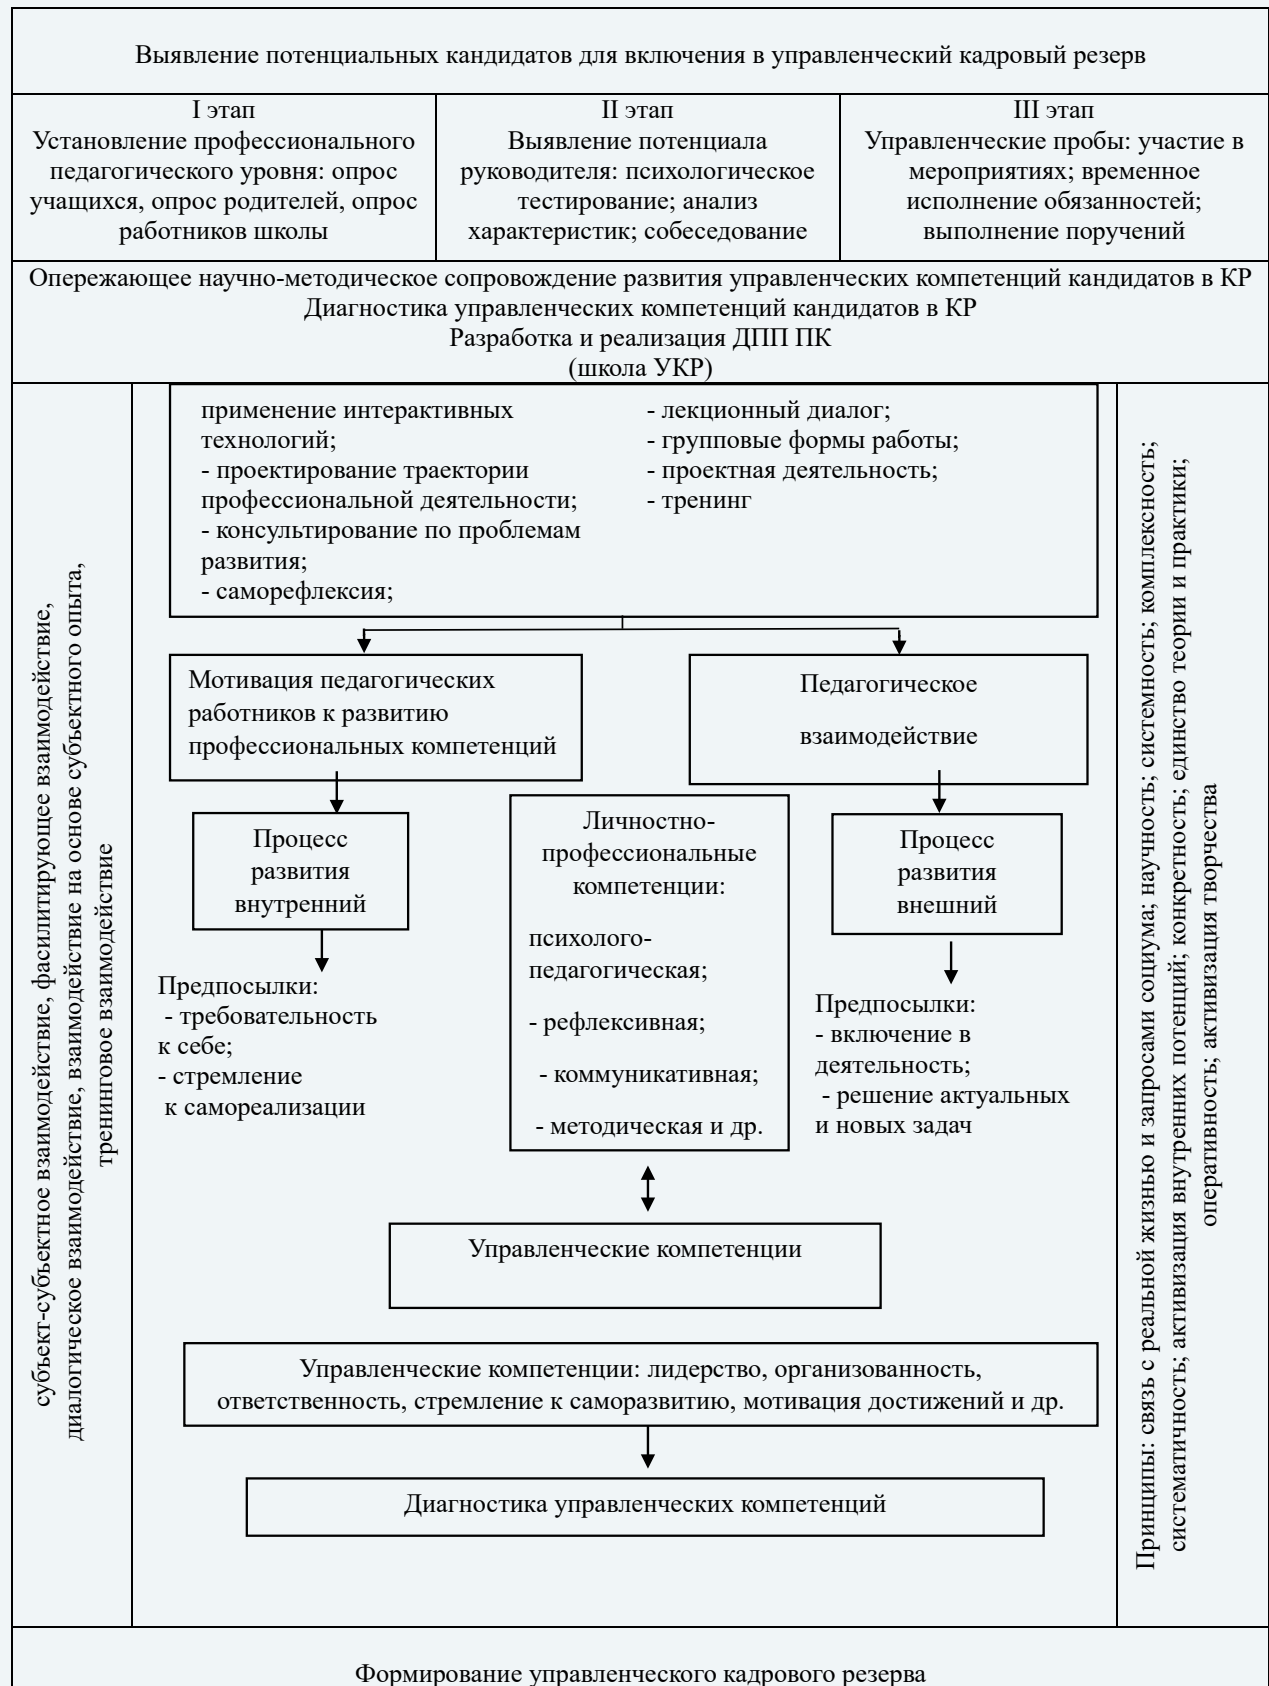 Выявление потенциальных кандидатов для включения в управленческий кадровый резерв
I этап
Установление профессионального
педагогического уровня: опрос
учащихся, опрос родителей, опрос
работников школы
II этап
Выявление потенциала
руководителя: психологическое
тестирование; анализ
характеристик; собеседование
III этап
Управленческие пробы: участие в
мероприятиях; временное
исполнение обязанностей;
выполнение поручений
Опережающее научно-методическое сопровождение развития управленческих компетенций кандидатов в КР
Диагностика управленческих компетенций кандидатов в КР
Разработка и реализация ДПП ПК
(школа УКР)
субъект-субъектное взаимодействие, фасилитирующее взаимодействие,
диалогическое взаимодействие, взаимодействие на основе субъектного опыта,
тренинговое взаимодействие
применение интерактивных
технологий;
- проектирование траектории
профессиональной деятельности;
- консультирование по проблемам
развития;
- саморефлексия;
- лекционный диалог;
- групповые формы работы;
- проектная деятельность;
- тренинг
Мотивация педагогических
работников к развитию
профессиональных компетенций
Педагогическое
взаимодействие
Процесс
развития
внутренний
Личностно-
профессиональные
компетенции:
психолого-
педагогическая;
- рефлексивная;
- коммуникативная;
- методическая и др.
Процесс
развития
внешний
Предпосылки:
- требовательность
к себе;
- стремление
к самореализации
Предпосылки:
- включение в
деятельность;
- решение актуальных
и новых задач
Управленческие компетенции
Управленческие компетенции: лидерство, организованность,
ответственность, стремление к саморазвитию, мотивация достижений и др.
Диагностика управленческих компетенций
Принципы: связь с реальной жизнью и запросами социума; научность; системность; комплексность;
систематичность; активизация внутренних потенций; конкретность; единство теории и практики;
оперативность; активизация творчества
Формирование управленческого кадрового резерва